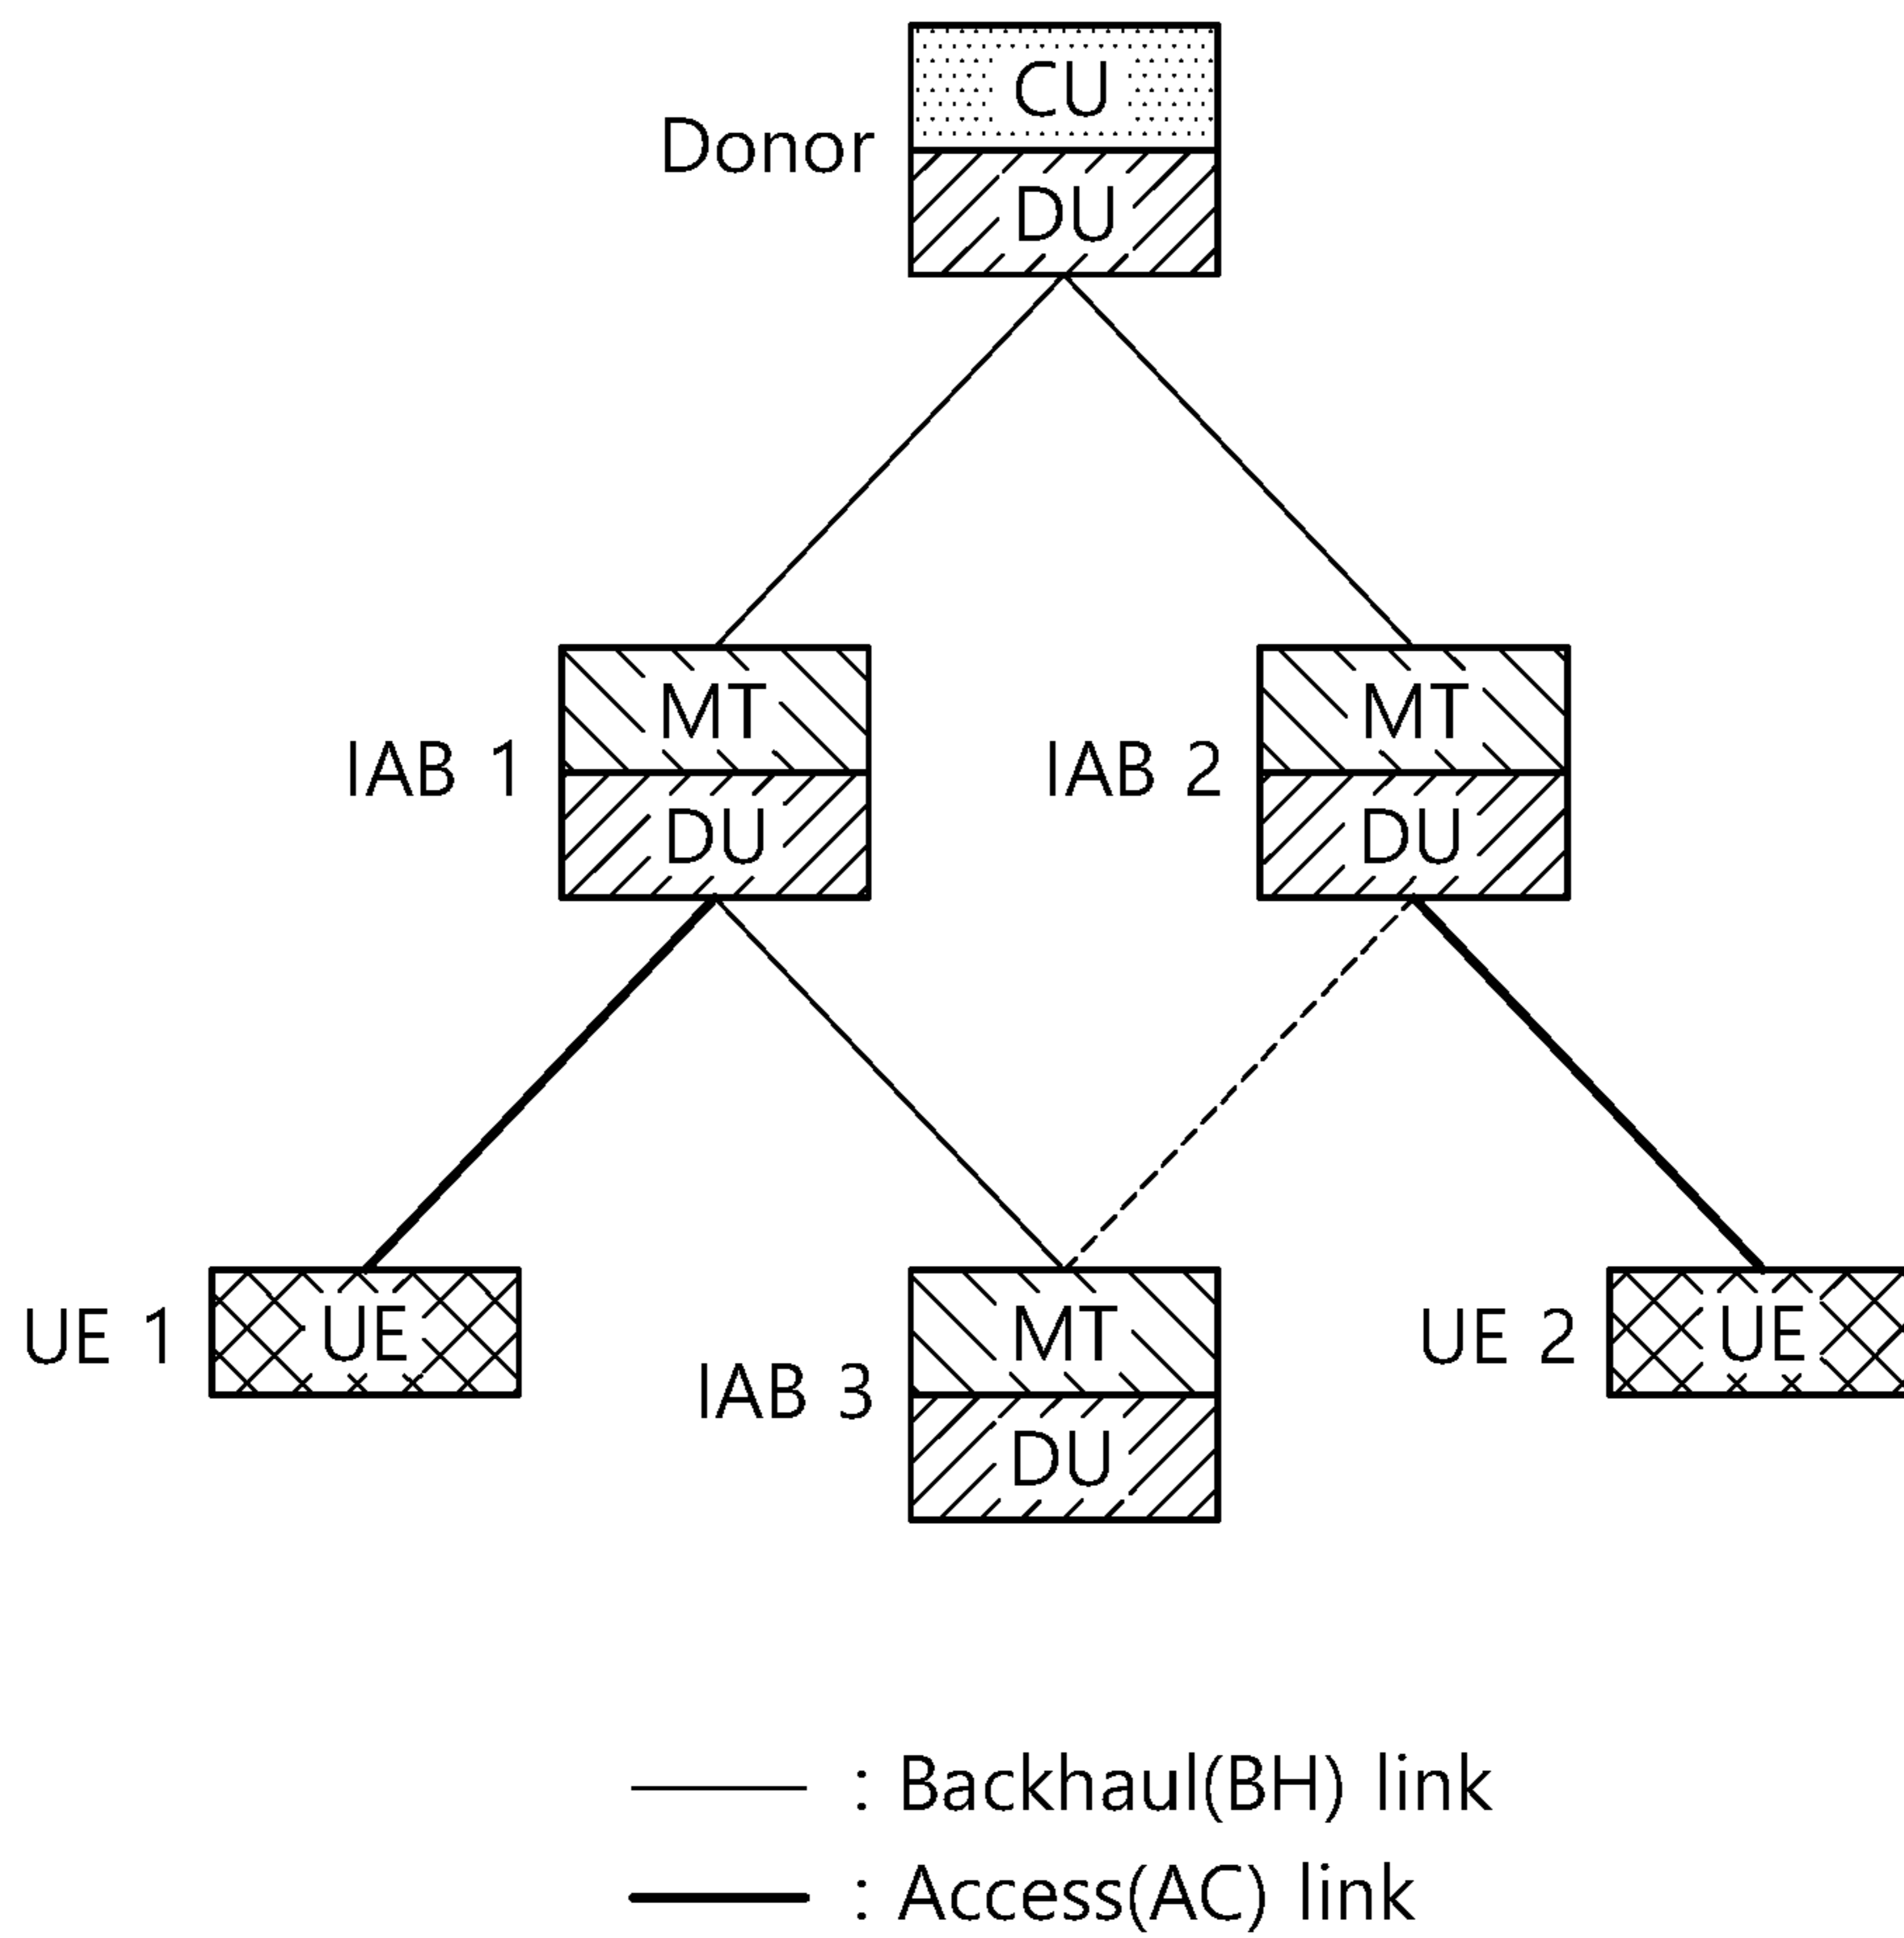 CU
Donor
DU
MT
MT
IAB 1
IAB 2
DU
DU
UE 1
UE
MT
UE 2
UE
IAB 3
DU
: Backhaul(BH) link
: Access(AC) link